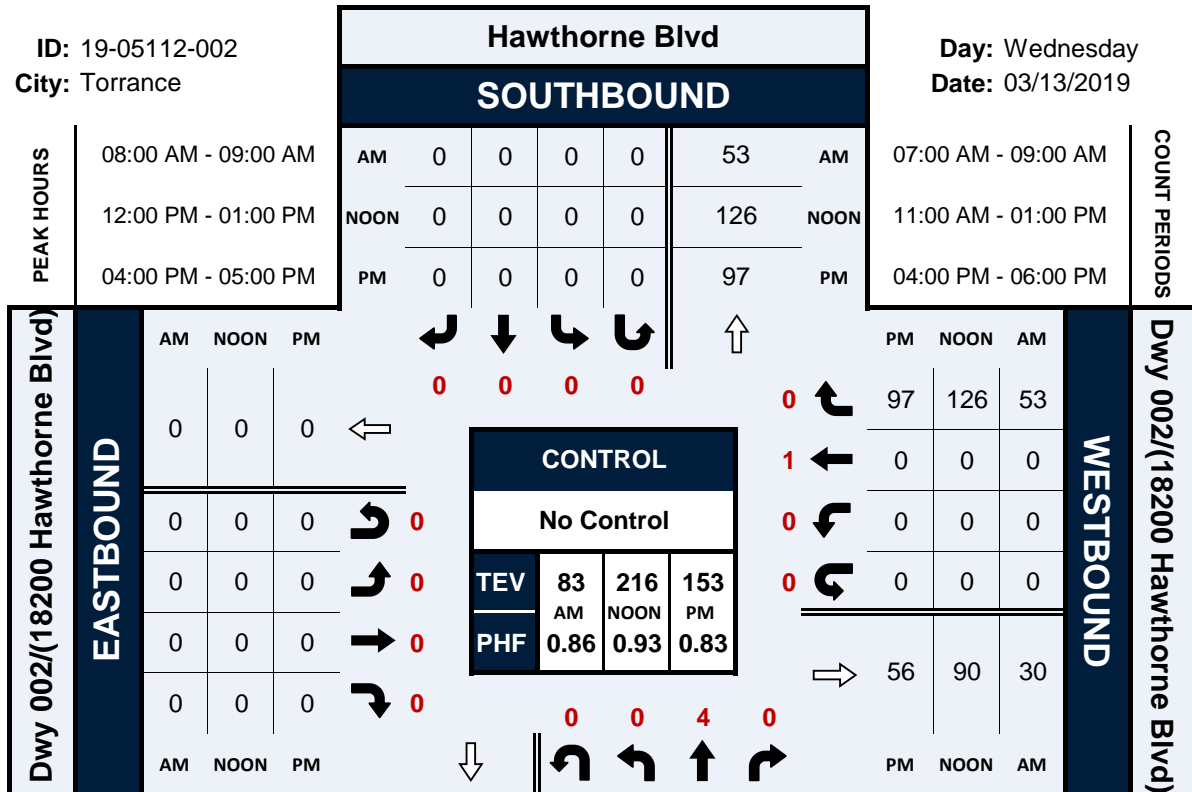 Hawthorne Blvd
ID: 19-05112-002
Day: Wednesday
City: Torrance
Date: 03/13/2019
SOUTHBOUND
PEAK HOURS
08:00 AM - 09:00 AM
AM 0 0 0 0 53 AM
07:00 AM - 09:00 AM
COUNT PERIODS
12:00 PM - 01:00 PM
NOON 0 0 0 0 126 NOON
11:00 AM - 01:00 PM
04:00 PM - 05:00 PM
PM 0 0 0 0 97 PM
04:00 PM - 06:00 PM
Dwy 002/(18200 Hawthorne Blvd)
EASTBOUND
AM NOON PM
0 0 0
0 0 0 0
0 0 0 0
0 0 0 0
0 0 0 0
AM NOON PM
0 0 0 0
CONTROL
No Control
TEV 83 216 153
AM NOON PM
PHF 0.86 0.93 0.83
0 0 4 0
PM NOON AM
0 97 126 53
1 0 0 0
0 0 0 0
0 0 0 0
56 90 30
PM NOON AM
WESTBOUND
Dwy 002/(18200 Hawthorne Blvd)